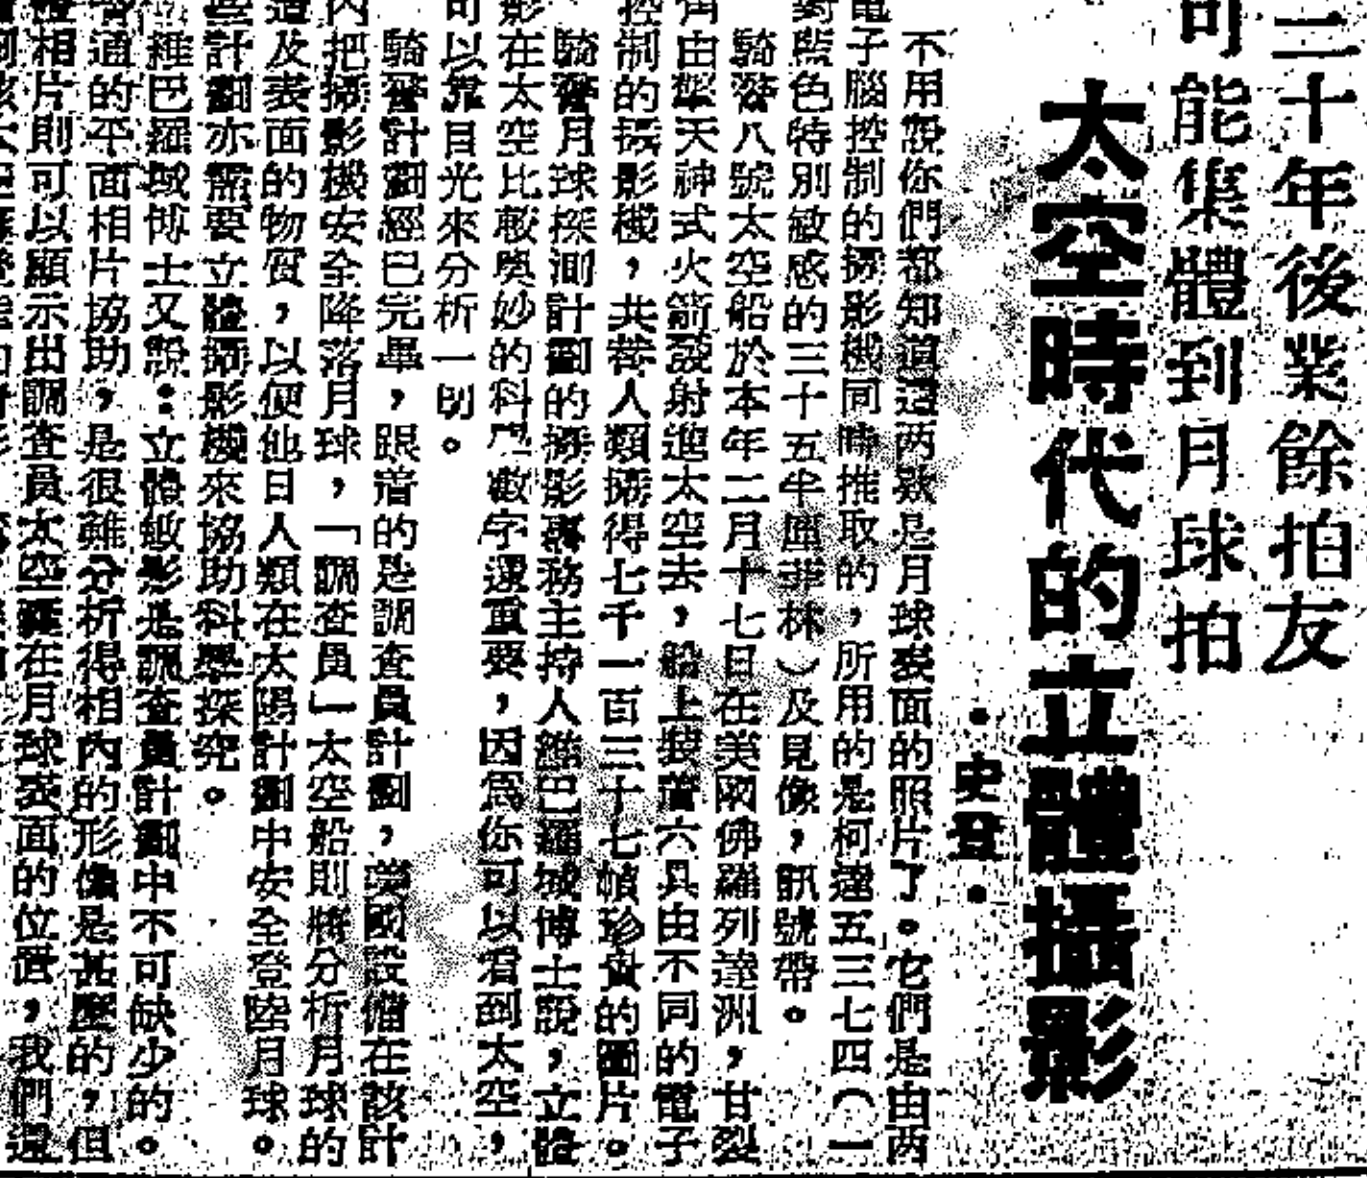 三十年後業餘拍友
可能集體到月球拍
太空時代的立體攝影
·史登·
不用說你們都知道這两款是月球表面的照片了。它們是由两
電子腦控制的攝影機同時推取的，所用的是柯達五三七四（一
對藍色特別敏感的三十五半厘菲林）及見像，訊號帶。
騎警八號太空船於本年二月十七日在美國佛羅列達洲，甘裂
角由擎天神式火箭發射進太空去，船上裝置六具由不同的電子
控制的攝影機，共替人類攝得七千一百三十七幀珍貴的圖片。
騎警月球探測計劃的攝影事務主持人維巴羅城博士說，立體
影在太空比較奧妙的科學數字還重要，因爲你可以看到太空，
可以靠目光來分析一切。
騎警計劃經已完畢，跟着的是調查員計劃，美國設備在該計
內把攝影機安全降落月球，「調查員」太空船則將分析月球的
造及表面的物質，以便他日人類在太陽計劃中安全登陸月球。
些計劃亦需要立體攝影機來協助科學探究。
維巴羅城博士又說：立體攝影是調查員計劃中不可缺少的。
普通的平面相片協助，是很難分析得相內的形像是甚麼的，但
體相片則可以顯示出調查員太空船在月球表面的位置，我們還